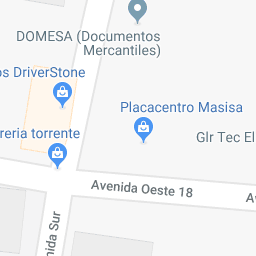 DOMESA (Documentos
Mercantiles)
os DriverStone
Placacentro Masisa
reria torrente
Glr Tec El
Avenida Oeste 18
Av
nida Sur